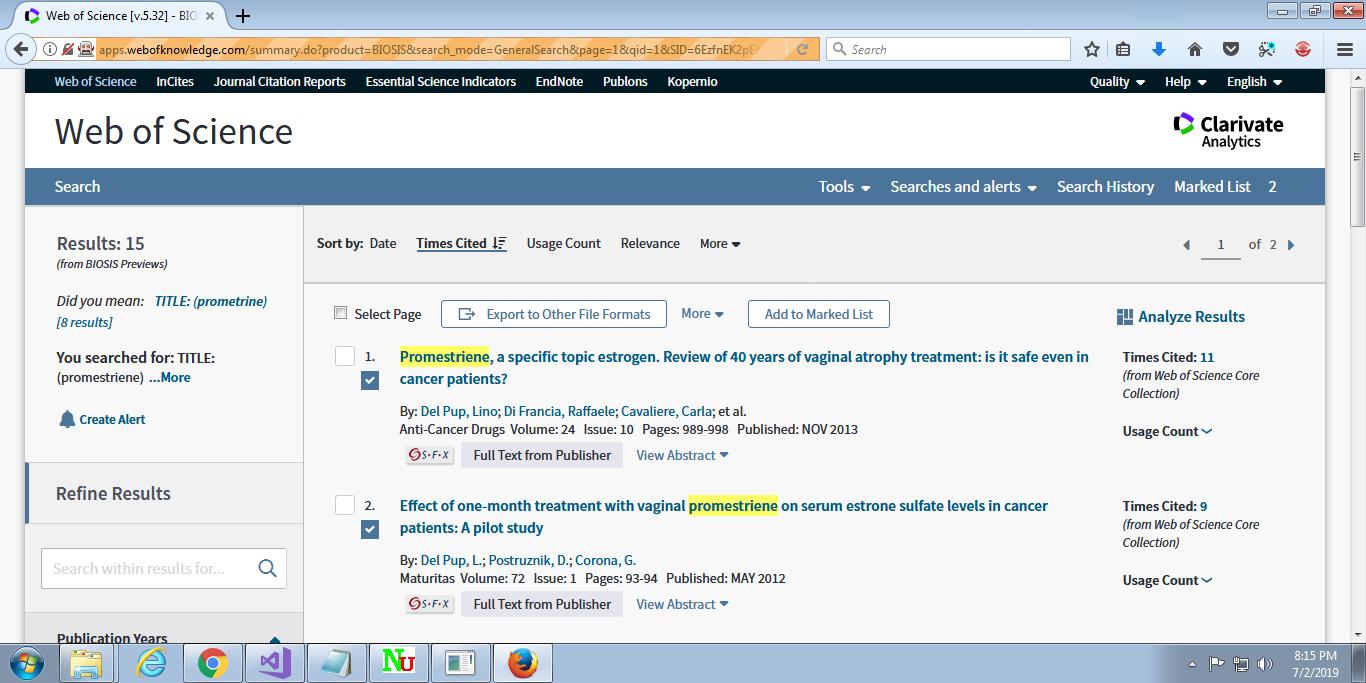 Web of Science [v.5.32] - BIO
apps.webofknowledge.com/summary.do?product=BIOSIS&search_mode=GeneralSearch&page=1&qid=1&SID=6EzfnEK2pE
Search
Web of Science InCites Journal Citation Reports Essential Science Indicators EndNote Publons Kopernio Quality Help English
Web of Science
Clarivate
Analytics
Search Tools Searches and alerts Search History Marked List 2
Results: 15
(from BIOSIS Previews)
Did you mean: TITLE: (prometrine)
[8 results]
You searched for: TITLE:
(promestriene) ...More
Create Alert
Refine Results
Search within results for...
Publication Years
Sort by: Date Times Cited Usage Count Relevance More
1 of 2
Select Page Export to Other File Formats More Add to Marked List
Analyze Results
1. Promestriene, a specific topic estrogen. Review of 40 years of vaginal atrophy treatment: is it safe even in
cancer patients?
By: Del Pup, Lino; Di Francia, Raffaele; Cavaliere, Carla; et al.
Anti-Cancer Drugs Volume: 24 Issue: 10 Pages: 989-998 Published: NOV 2013
S·F·X Full Text from Publisher View Abstract
Times Cited: 11
(from Web of Science Core
Collection)
Usage Count
2. Effect of one-month treatment with vaginal promestriene on serum estrone sulfate levels in cancer
patients: A pilot study
By: Del Pup, L.; Postruznik, D.; Corona, G.
Maturitas Volume: 72 Issue: 1 Pages: 93-94 Published: MAY 2012
S·F·X Full Text from Publisher View Abstract
Times Cited: 9
(from Web of Science Core
Collection)
Usage Count
NU
8:15 PM
7/2/2019